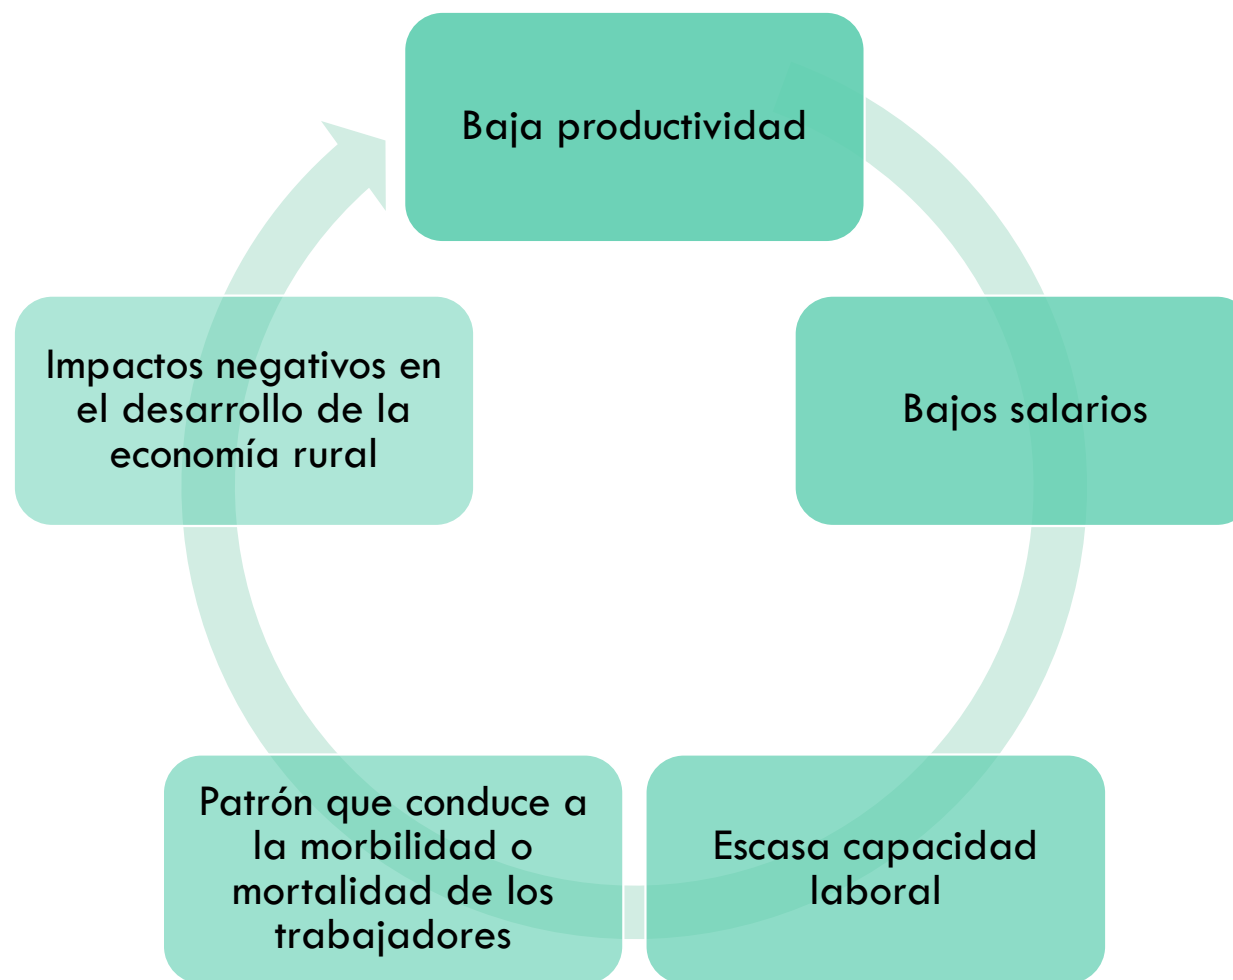 Baja productividad
Bajos salarios
Escasa capacidad
laboral
Patrón que conduce a
la morbilidad o
mortalidad de los
trabajadores
Impactos negativos en
el desarrollo de la
economía rural